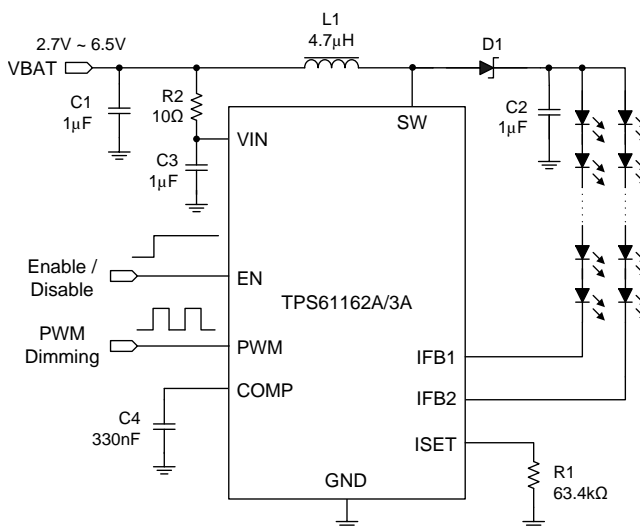 L1
4.7µH
D1
2.7V ~ 6.5V
VBAT
C1
1µF
R2
10Ω
C2
1µF
SW
VIN
C3
1µF
Enable /
Disable
EN
TPS61162A/3A
PWM
Dimming
PWM
IFB1
COMP
IFB2
C4
330nF
ISET
R1
63.4kΩ
GND